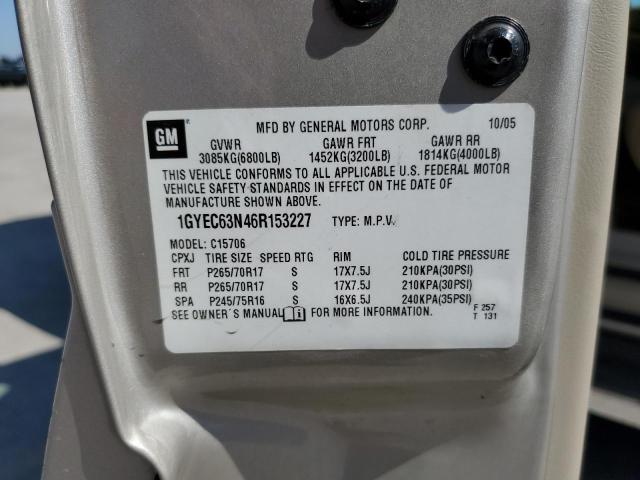 GM MFD BY GENERAL MOTORS CORP. 10/05
GVWR GAWR FRT GAWR RR
3085KG(6800LB) 1452KG(3200LB) 1814KG(4000LB)
THIS VEHICLE CONFORMS TO ALL APPLICABLE U.S. FEDERAL MOTOR
VEHICLE SAFETY STANDARDS IN EFFECT ON THE DATE OF
MANUFACTURE SHOWN ABOVE.
1GYEC63N46R153227 TYPE: M.P.V.
MODEL: C15706
CPXJ TIRE SIZE SPEED RTG RIM COLD TIRE PRESSURE
FRT P265/70R17 S 17X7.5J 210KPA(30PSI)
RR P265/70R17 S 17X7.5J 210KPA(30PSI)
SPA P245/75R16 S 16X6.5J 240KPA(35PSI)
SEE OWNER'S MANUAL i FOR MORE INFORMATION. F 257
T 131